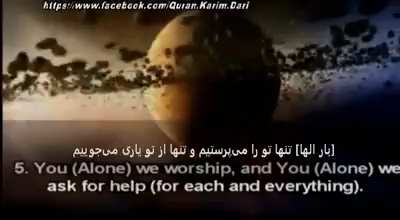 https://www.facebook.com/Quran.Karim.Dari
[بار الها] تنها تو را می‌پرستیم و تنها از تو یاری می‌جوییم
5. You (Alone) we worship, and You (Alone) we
ask for help (for each and everything).